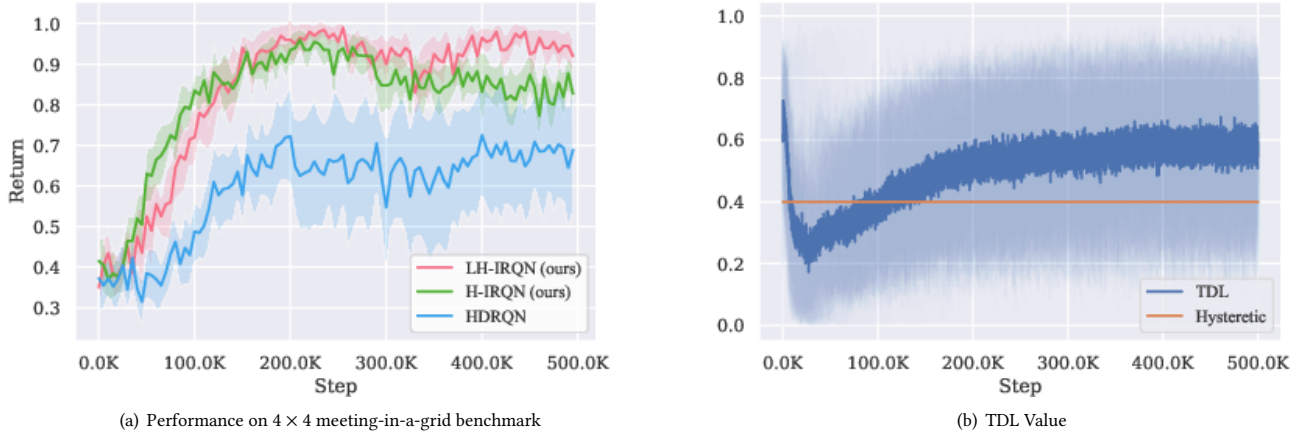 1.0
0.9
0.8
0.7
0.6
0.5
0.4
0.3
Return
0.0K 100.0K 200.0K 300.0K 400.0K 500.0K
Step
LH-IRQN (ours)
H-IRQN (ours)
HDRQN
(a) Performance on 4 × 4 meeting-in-a-grid benchmark
1.0
0.8
0.6
0.4
0.2
0.0
0.0K 100.0K 200.0K 300.0K 400.0K 500.0K
Step
TDL
Hysteretic
(b) TDL Value